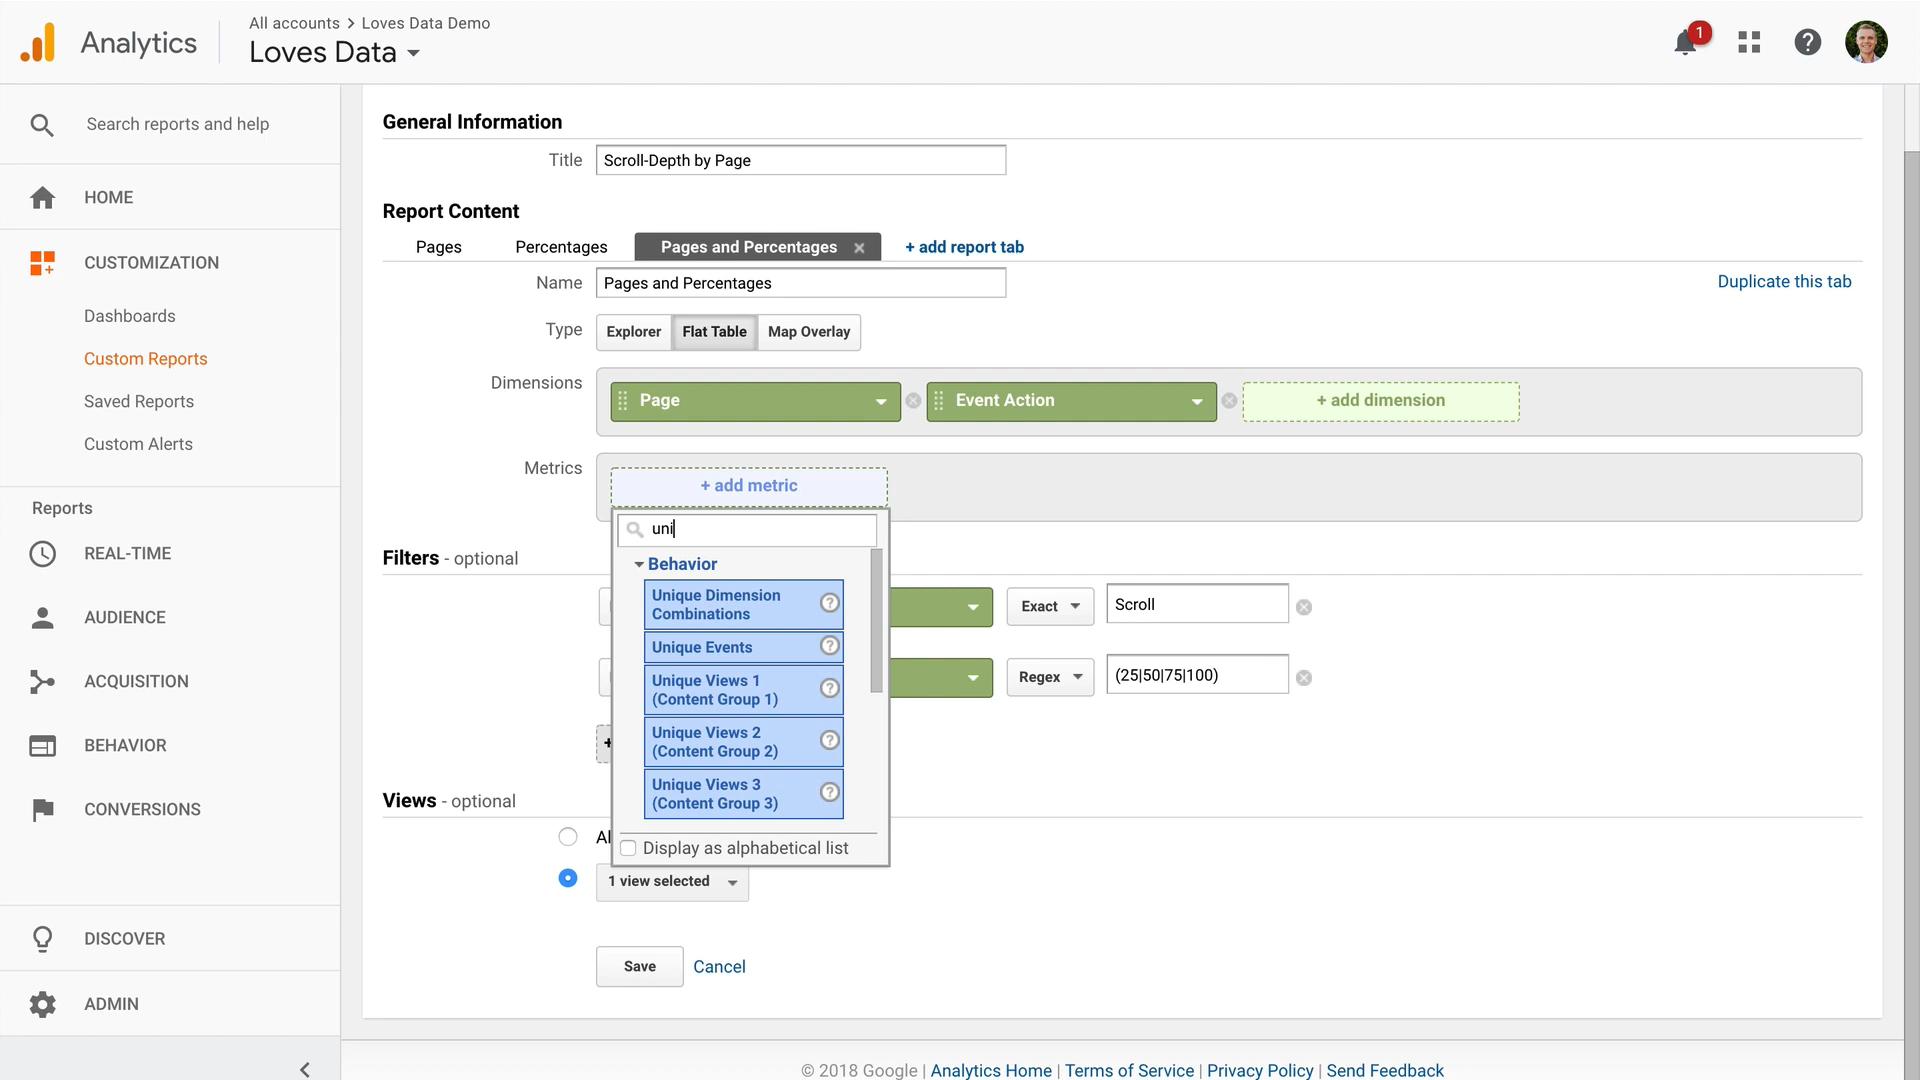 Analytics
All accounts > Loves Data Demo
Loves Data
1
Search reports and help
HOME
CUSTOMIZATION
Dashboards
Custom Reports
Saved Reports
Custom Alerts
Reports
REAL-TIME
AUDIENCE
ACQUISITION
BEHAVIOR
CONVERSIONS
DISCOVER
ADMIN
General Information
Title Scroll-Depth by Page
Report Content
Pages Percentages Pages and Percentages + add report tab
Name Pages and Percentages Duplicate this tab
Type Explorer Flat Table Map Overlay
Dimensions Page Event Action + add dimension
Metrics + add metric
uni
Behavior
Unique Dimension
Combinations
Unique Events
Unique Views 1
(Content Group 1)
Unique Views 2
(Content Group 2)
Unique Views 3
(Content Group 3)
Display as alphabetical list
Filters - optional
Exact Scroll
Regex (25|50|75|100)
+
Views - optional
1 view selected
Save Cancel
© 2018 Google | Analytics Home | Terms of Service | Privacy Policy | Send Feedback